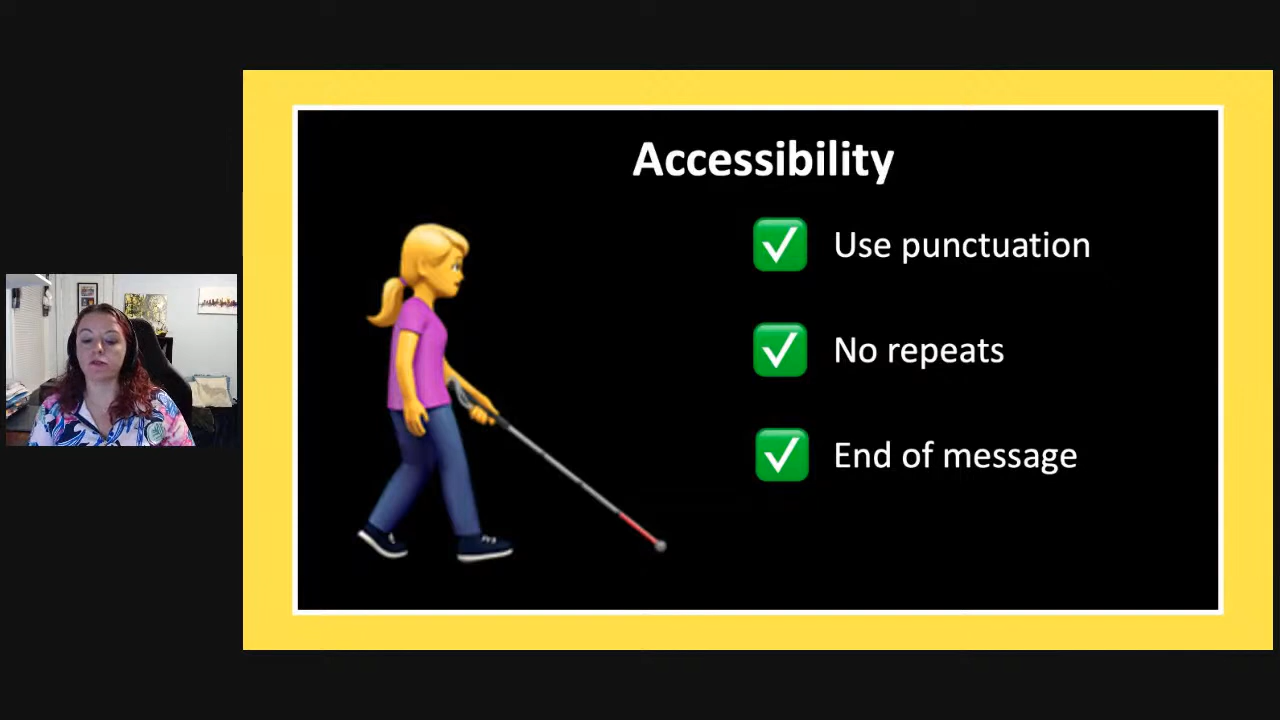 Accessibility
Use punctuation
No repeats
End of message